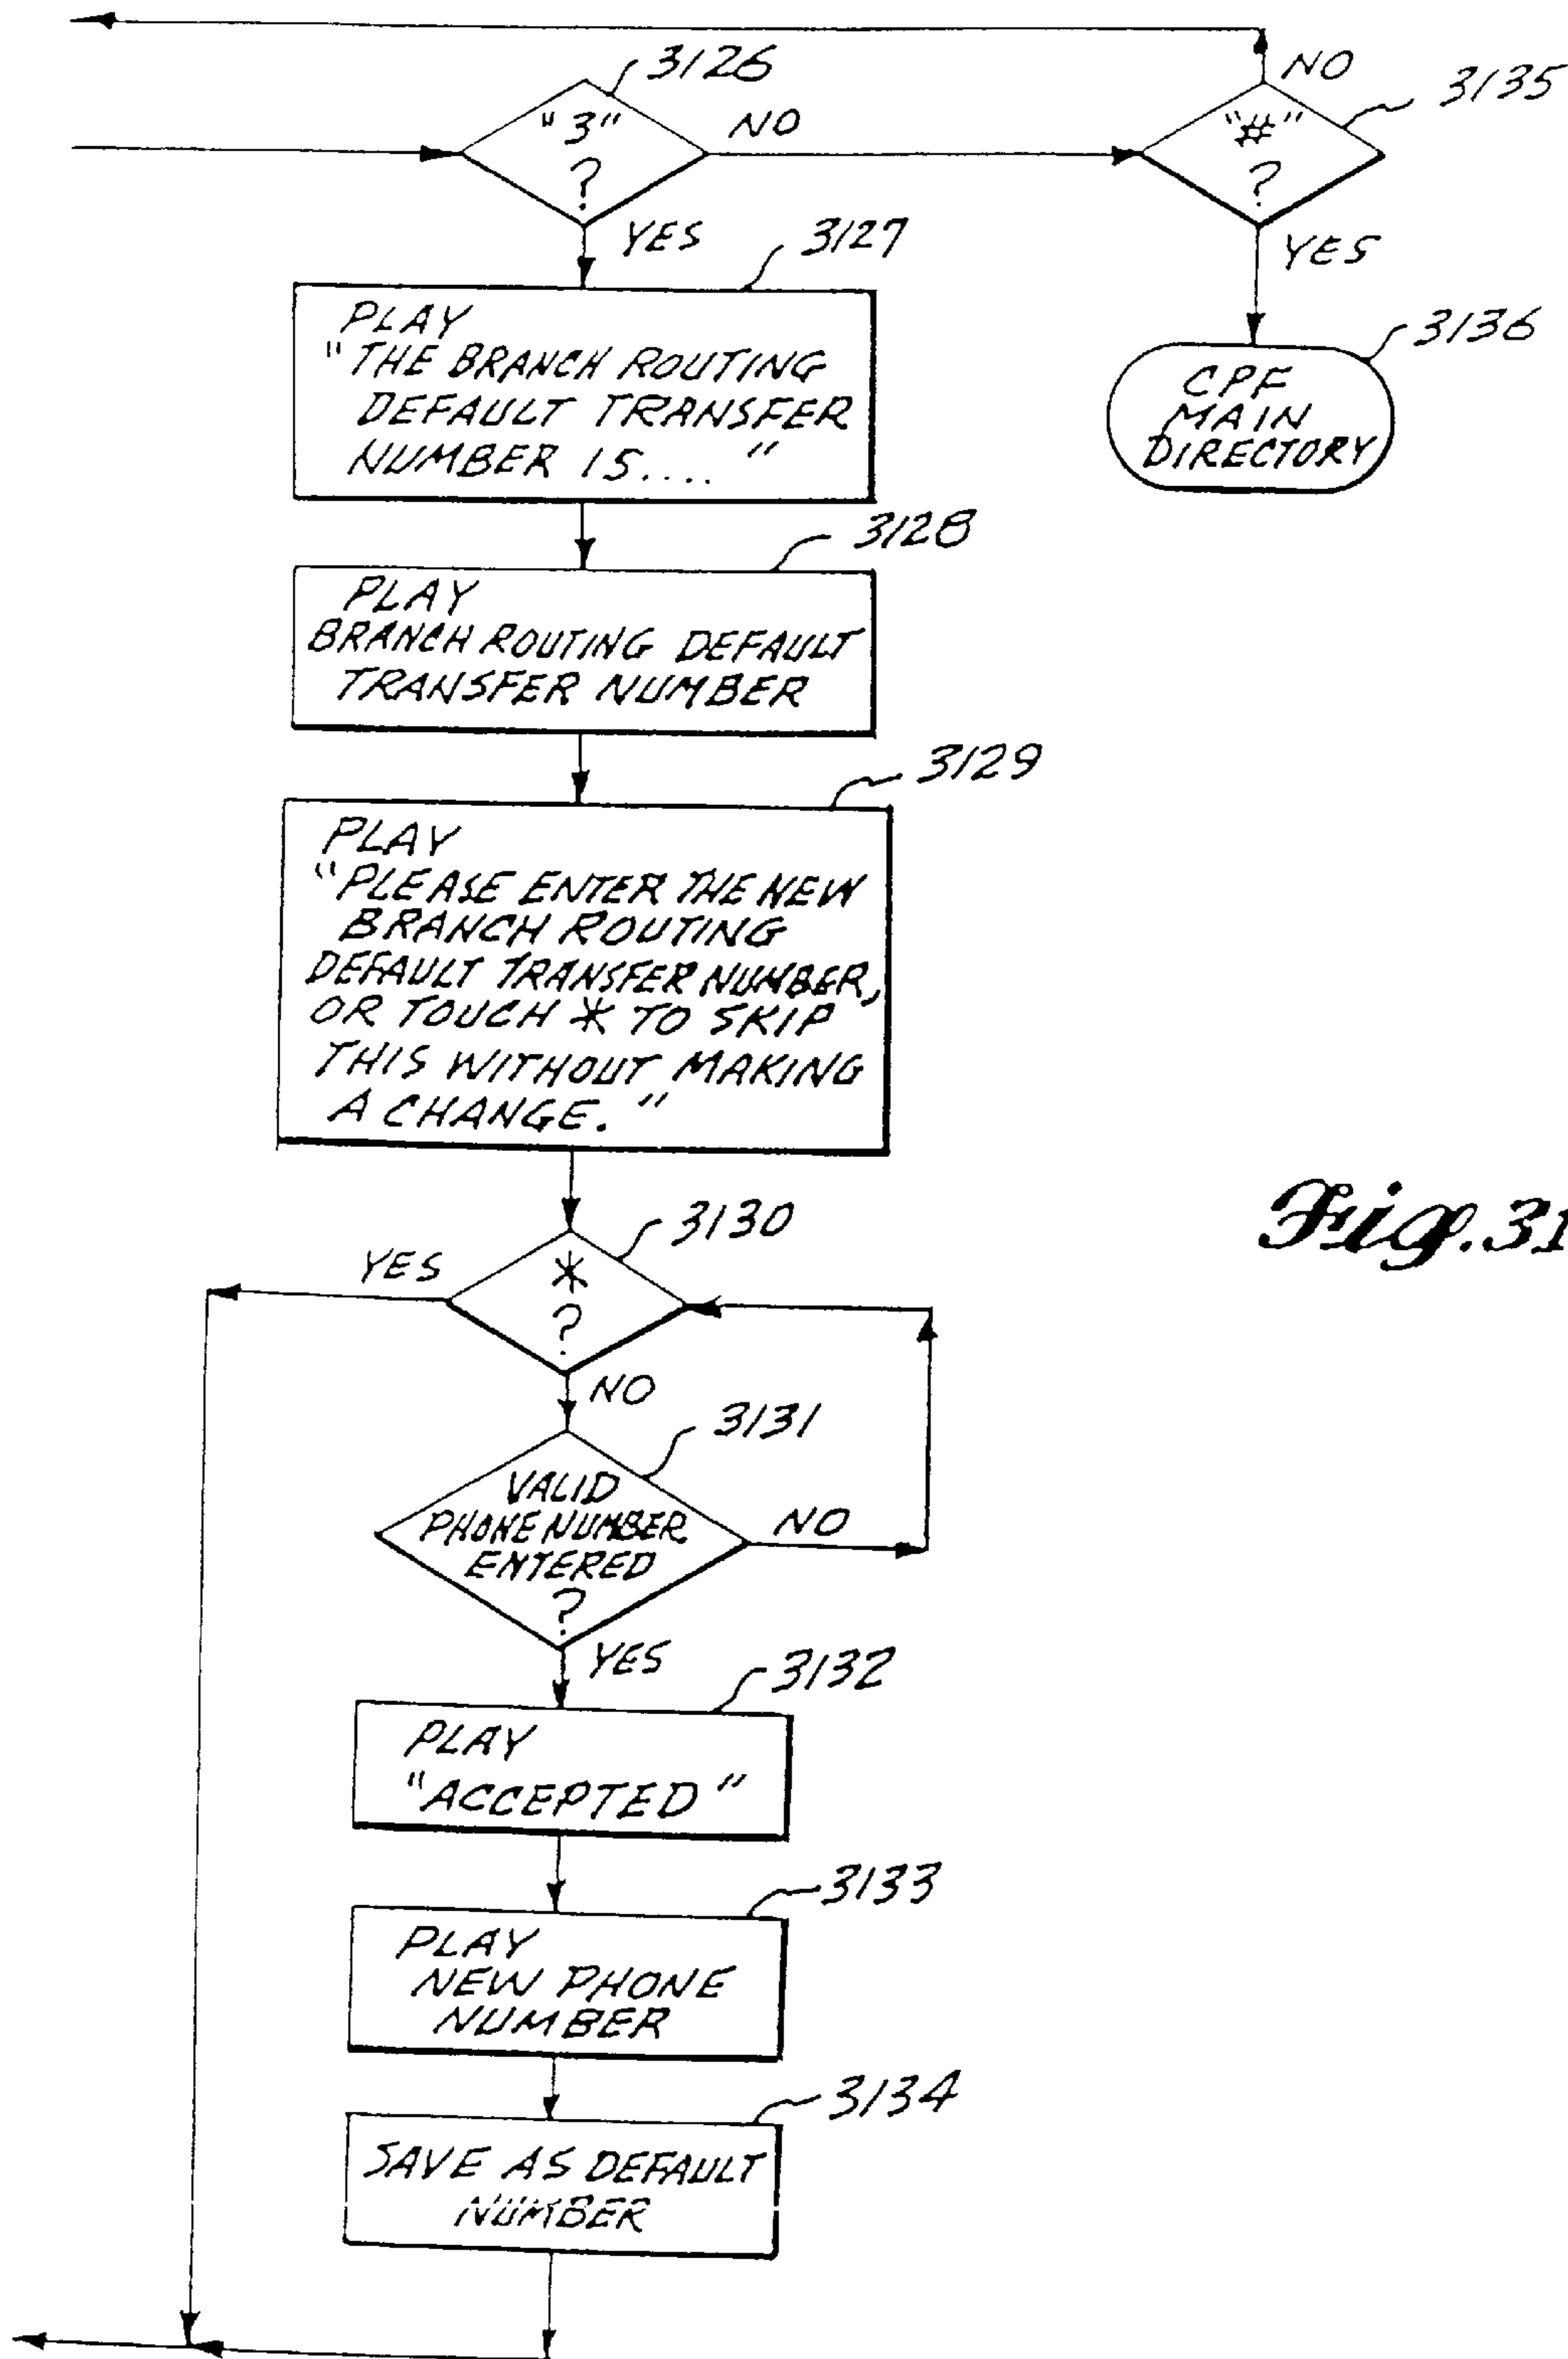 3126
"3"
?
NO
NO
3135
"#"
?
YES
YES
3127
PLAY
"THE BRANCH ROUTING
DEFAULT TRANSFER
NUMBER IS...."
3136
CPF
MAIN
DIRECTORY
3128
PLAY
BRANCH ROUTING DEFAULT
TRANSFER NUMBER
3129
PLAY
"PLEASE ENTER THE NEW
BRANCH ROUTING
DEFAULT TRANSFER NUMBER,
OR TOUCH * TO SKIP
THIS WITHOUT MAKING
A CHANGE."
3130
YES
*
?
NO
Fig. 31
3131
VALID
PHONE NUMBER
ENTERED
?
NO
YES
3132
PLAY
"ACCEPTED"
3133
PLAY
NEW PHONE
NUMBER
3134
SAVE AS DEFAULT
NUMBER